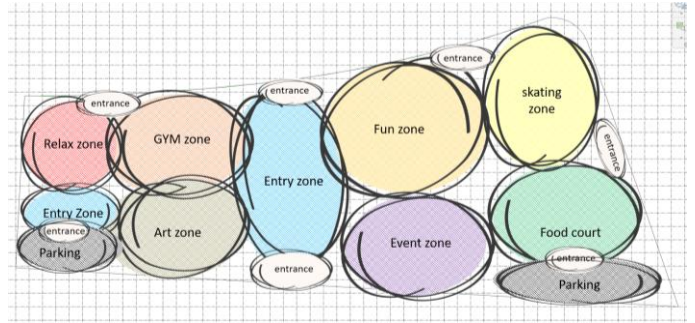 entrance
entrance
entrance
skating
zone
Relax zone
GYM zone
Fun zone
entrance
Entry zone
Entry Zone
entrance
Art zone
Event zone
Food court
Parking
entrance
entrance
Parking